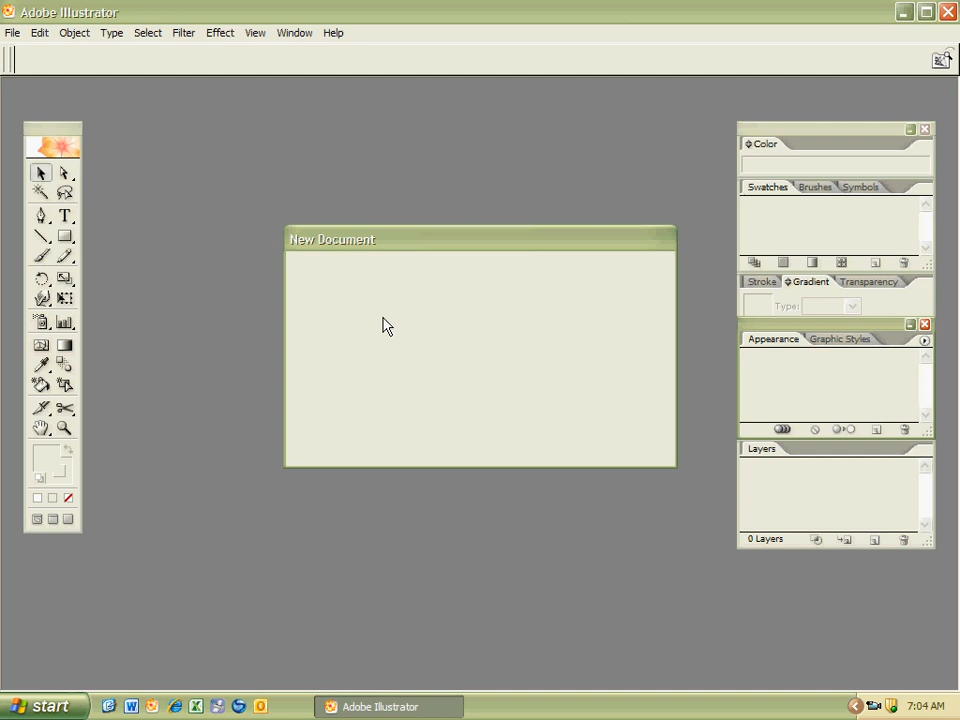 Adobe Illustrator
File Edit Object Type Select Filter Effect View Window Help
Color
Swatches Brushes Symbols
New Document
Stroke Gradient Transparency
Type:
Appearance Graphic Styles
Layers
0 Layers
start Adobe Illustrator 7:04 AM